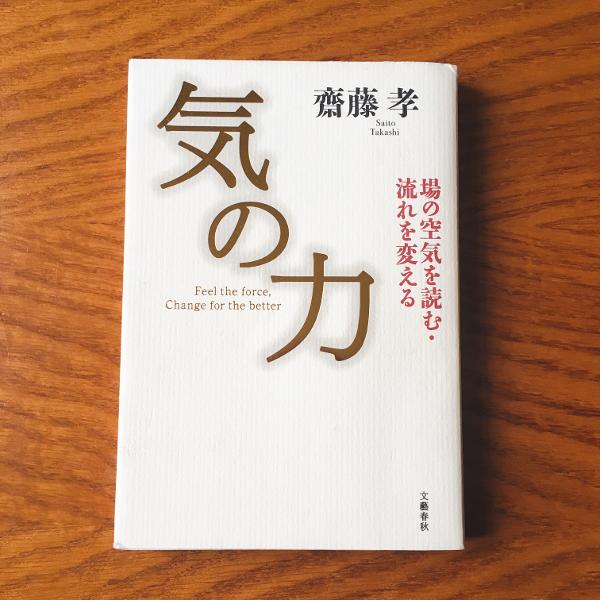 齋藤 孝
Saito
Takashi
気の力
Feel the force,
Change for the better
場の空気を読む・
流れを変える
文藝春秋